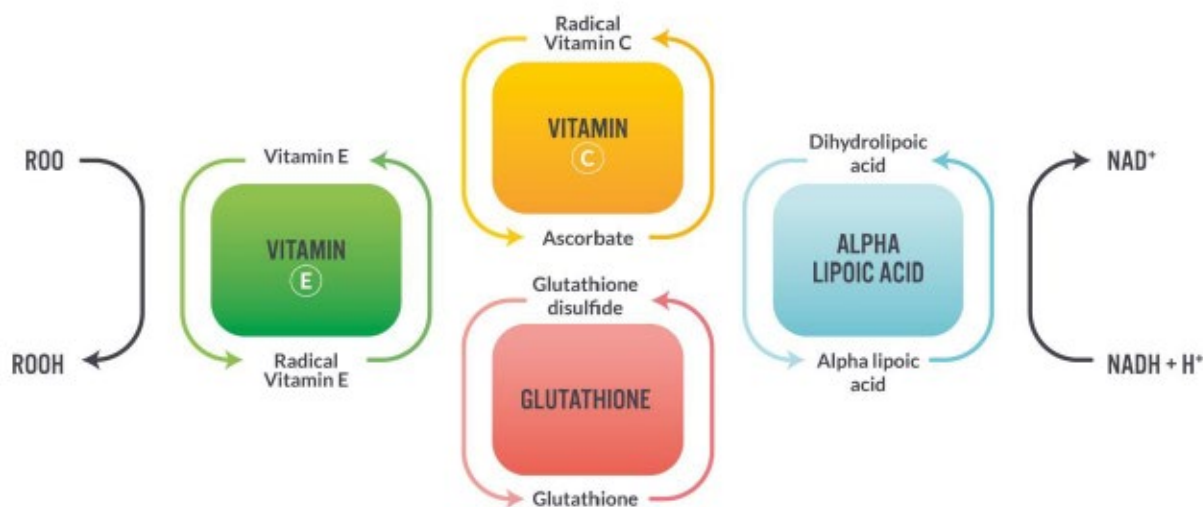 ROO
ROOH
Vitamin E
VITAMIN
E
Radical
Vitamin E
Radical
Vitamin C
VITAMIN
C
Ascorbate
Glutathione
disulfide
GLUTATHIONE
Glutathione
Dihydrolipoic
acid
ALPHA
LIPOIC ACID
Alpha lipoic
acid
NAD⁺
NADH + H⁺